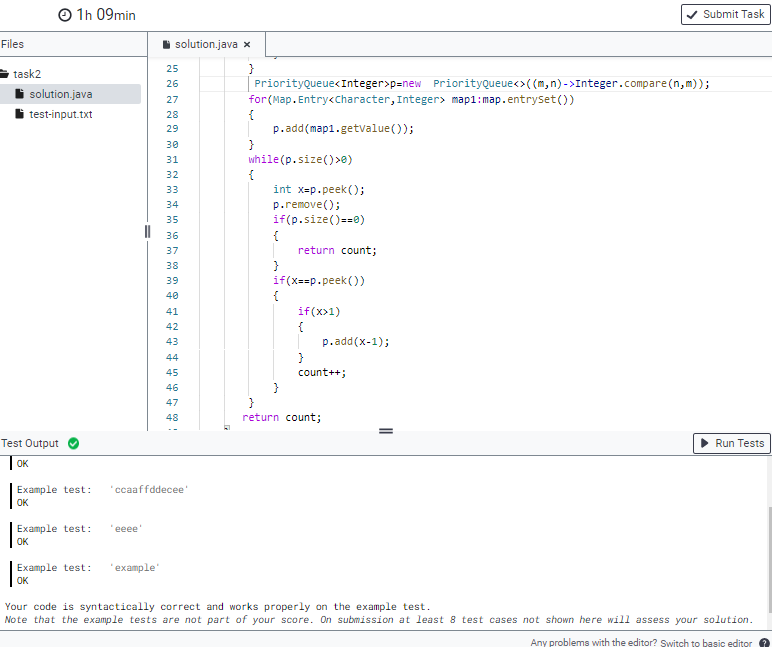 1h 09min
Submit Task
Files
solution.java ×
task2
solution.java
test-input.txt
25 }
26 PriorityQueue<Integer>p=new  PriorityQueue<>((m,n)->Integer.compare(n,m));
27 for(Map.Entry<Character,Integer> map1:map.entrySet())
28 {
29 p.add(map1.getValue());
30 }
31 while(p.size()>0)
32 {
33 int x=p.peek();
34 p.remove();
35 if(p.size()==0)
36 {
37 return count;
38 }
39 if(x==p.peek())
40 {
41 if(x>1)
42 {
43 p.add(x-1);
44 }
45 count++;
46 }
47 }
48 return count;
Test Output
Run Tests
OK
Example test:   'ccaaffddecee'
OK
Example test:   'eeee'
OK
Example test:   'example'
OK
Your code is syntactically correct and works properly on the example test.
Note that the example tests are not part of your score. On submission at least 8 test cases not shown here will assess your solution.
Any problems with the editor? Switch to basic editor ?